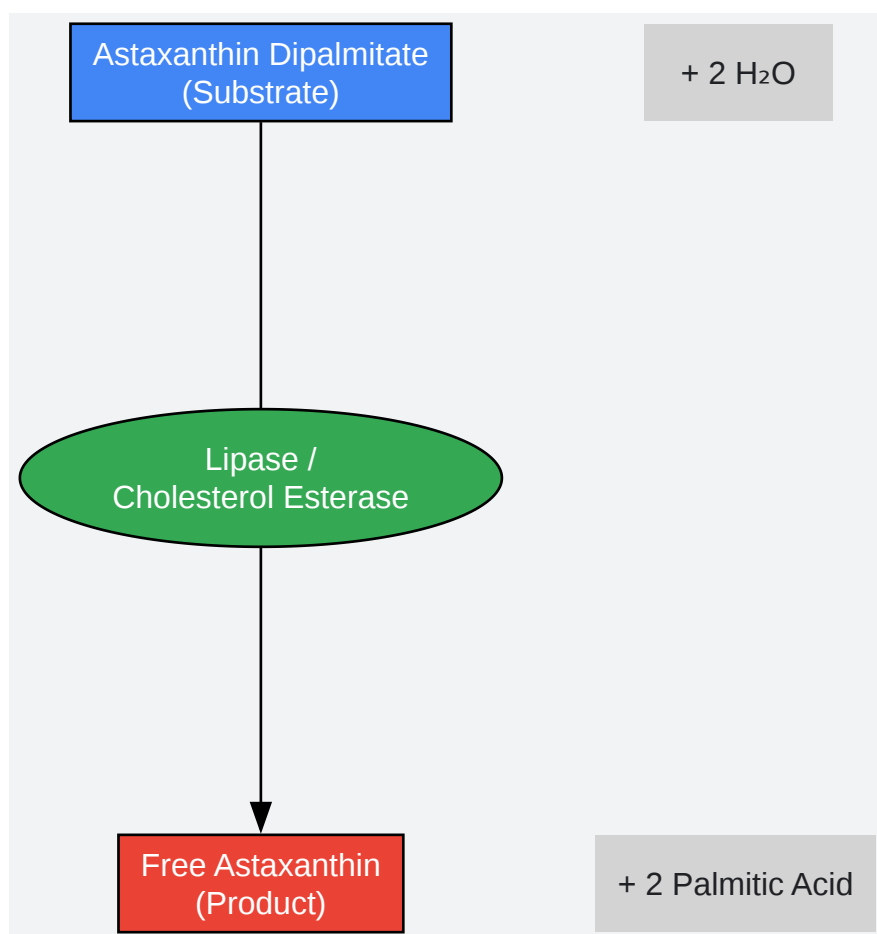 Astaxanthin Dipalmitate
(Substrate)
+ 2 H₂O
Lipase /
Cholesterol Esterase
Free Astaxanthin
(Product)
+ 2 Palmitic Acid